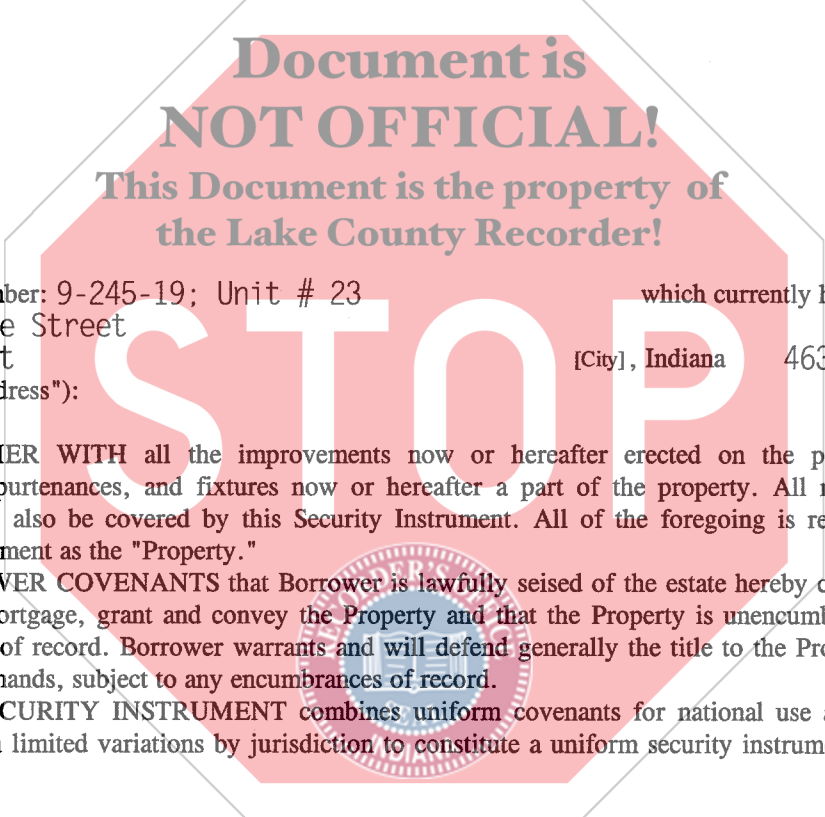 Document is
NOT OFFICIAL!
This Document is the property of
the Lake County Recorder!
ber: 9-245-19; Unit # 23 which currently h
e Street
t [City], Indiana 463
dress"):
STOP
ER WITH all the improvements now or hereafter erected on the p
purtenances, and fixtures now or hereafter a part of the property. All r
also be covered by this Security Instrument. All of the foregoing is re
ment as the "Property."
VER COVENANTS that Borrower is lawfully seised of the estate hereby c
ortgage, grant and convey the Property and that the Property is unencumb
of record. Borrower warrants and will defend generally the title to the Pro
nands, subject to any encumbrances of record.
CURITY INSTRUMENT combines uniform covenants for national use a
limited variations by jurisdiction to constitute a uniform security instrum
SEAL
INDIANA